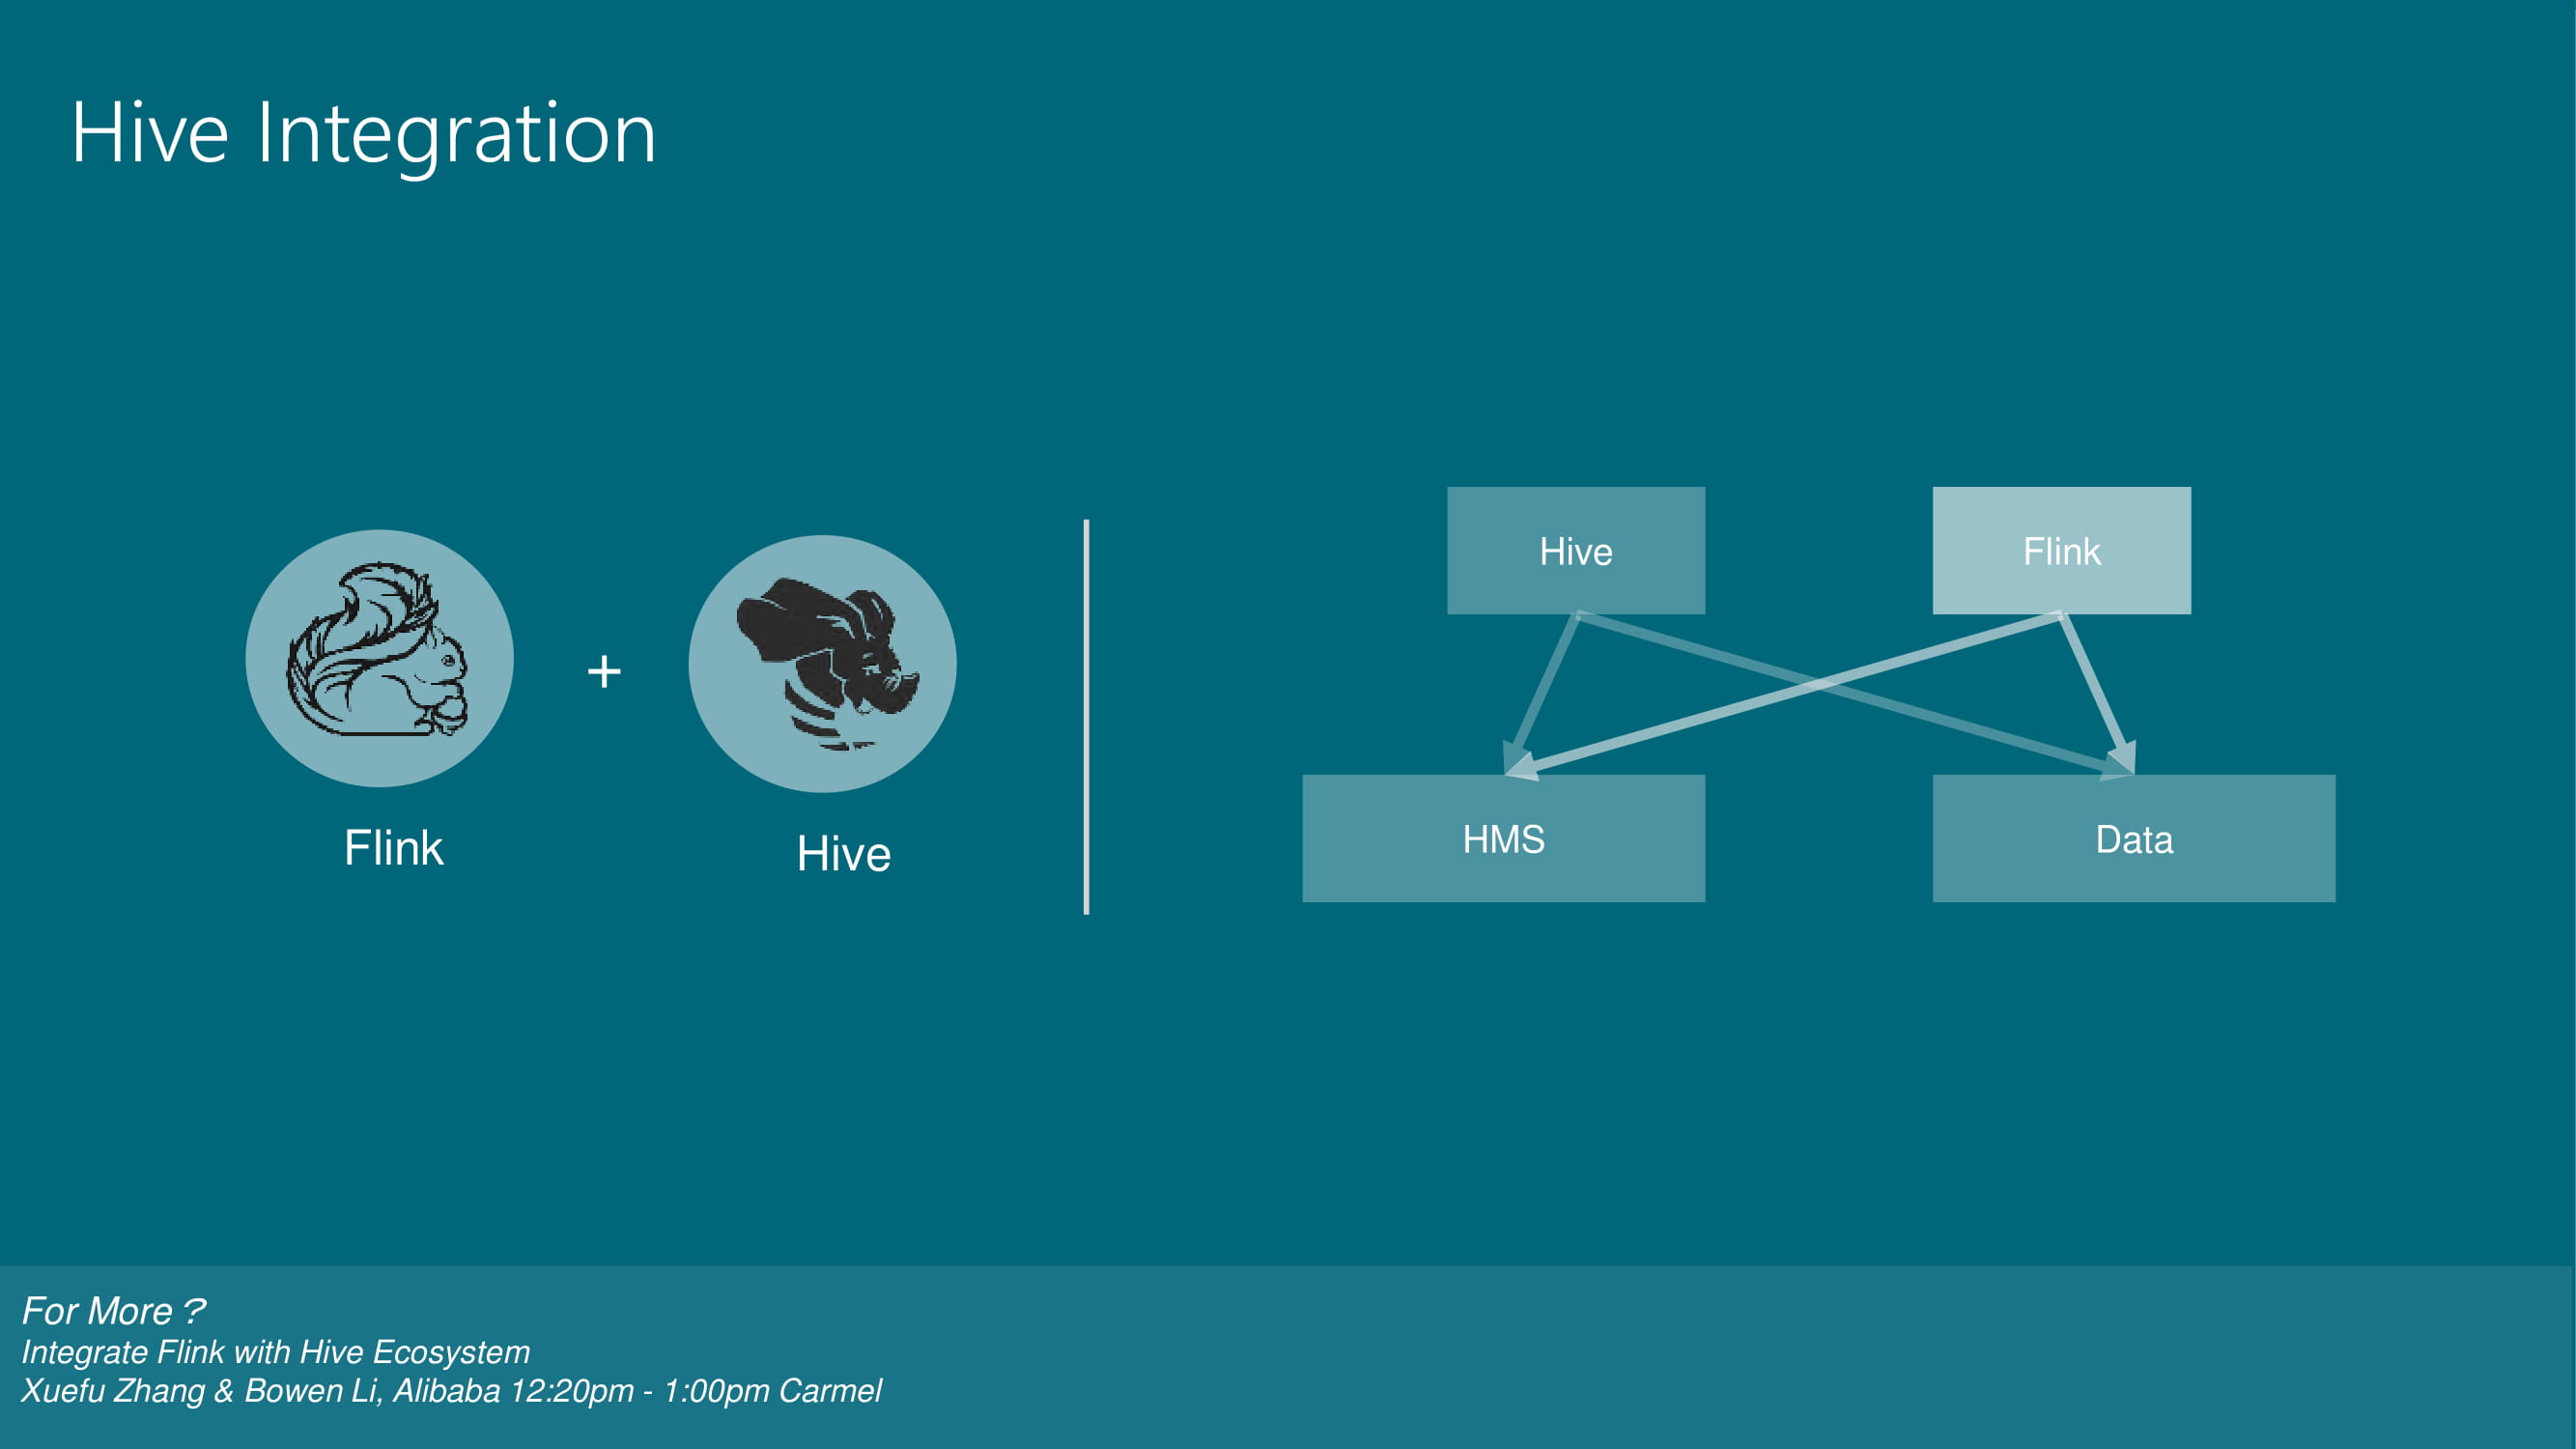 Hive Integration
+
Flink
Hive
Hive
Flink
HMS
Data
For More？
Integrate Flink with Hive Ecosystem
Xuefu Zhang & Bowen Li, Alibaba 12:20pm - 1:00pm Carmel